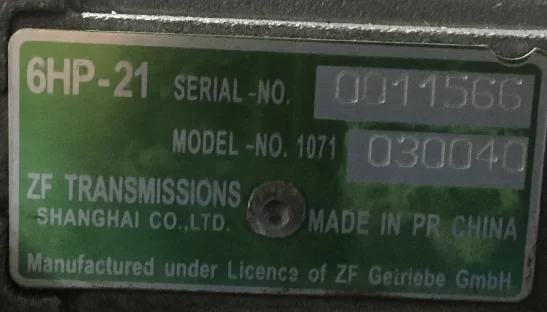 6HP-21 SERIAL-NO. 0011566
MODEL-NO. 1071 030040
ZF TRANSMISSIONS
SHANGHAI CO.,LTD. MADE IN PR CHINA
Manufactured under Licence of ZF Getriebe GmbH